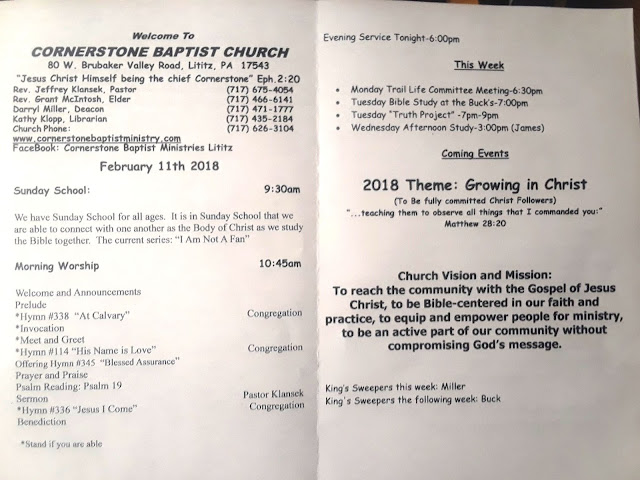 Welcome To
CORNERSTONE BAPTIST CHURCH
80 W. Brubaker Valley Road, Lititz, PA 17543
"Jesus Christ Himself being the chief Cornerstone" Eph.2:20
Rev. Jeffrey Klansek, Pastor (717) 675-4054
Rev. Grant McIntosh, Elder (717) 466-6141
Darryl Miller, Deacon (717) 471-1777
Kathy Klopp, Librarian (717) 435-2184
Church Phone: (717) 626-3104
www.cornerstonebaptistministry.com
FaceBook: Cornerstone Baptist Ministries Lititz
February 11th 2018
Sunday School: 9:30am
We have Sunday School for all ages. It is in Sunday School that we
are able to connect with one another as the Body of Christ as we study
the Bible together. The current series: "I Am Not A Fan"
Morning Worship 10:45am
Welcome and Announcements
Prelude
*Hymn #338 "At Calvary" Congregation
*Invocation
*Meet and Greet
*Hymn #114 "His Name is Love" Congregation
Offering Hymn #345 "Blessed Assurance"
Prayer and Praise
Psalm Reading: Psalm 19
Sermon Pastor Klansek
*Hymn #336 "Jesus I Come" Congregation
Benediction
*Stand if you are able
Evening Service Tonight-6:00pm
This Week
• Monday Trail Life Committee Meeting-6:30pm
• Tuesday Bible Study at the Buck's-7:00pm
• Tuesday "Truth Project" -7pm-9pm
• Wednesday Afternoon Study-3:00pm (James)
Coming Events
2018 Theme: Growing in Christ
(To Be fully committed Christ Followers)
"...teaching them to observe all things that I commanded you:"
Matthew 28:20
Church Vision and Mission:
To reach the community with the Gospel of Jesus
Christ, to be Bible-centered in our faith and
practice, to equip and empower people for ministry,
to be an active part of our community without
compromising God's message.
King's Sweepers this week: Miller
King's Sweepers the following week: Buck